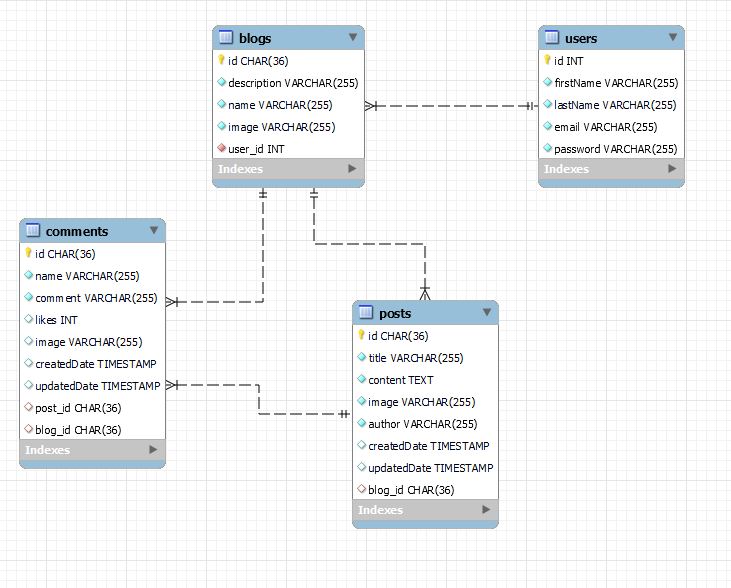 blogs
id CHAR(36)
description VARCHAR(255)
name VARCHAR(255)
image VARCHAR(255)
user_id INT
Indexes
users
id INT
firstName VARCHAR(255)
lastName VARCHAR(255)
email VARCHAR(255)
password VARCHAR(255)
Indexes
comments
id CHAR(36)
name VARCHAR(255)
comment VARCHAR(255)
likes INT
image VARCHAR(255)
createdDate TIMESTAMP
updatedDate TIMESTAMP
post_id CHAR(36)
blog_id CHAR(36)
Indexes
posts
id CHAR(36)
title VARCHAR(255)
content TEXT
image VARCHAR(255)
author VARCHAR(255)
createdDate TIMESTAMP
updatedDate TIMESTAMP
blog_id CHAR(36)
Indexes